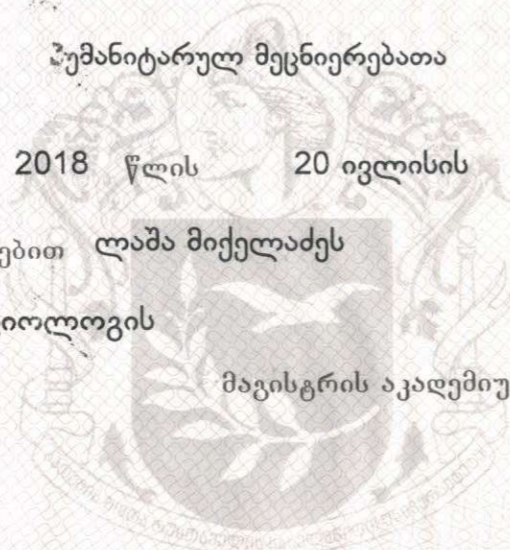 ჰუმანიტარულ მეცნიერებათა
2018 წლის 20 ივლისის
ებით ლაშა მიქელაძეს
იოლოგის
მაგისტრის აკადემიუ